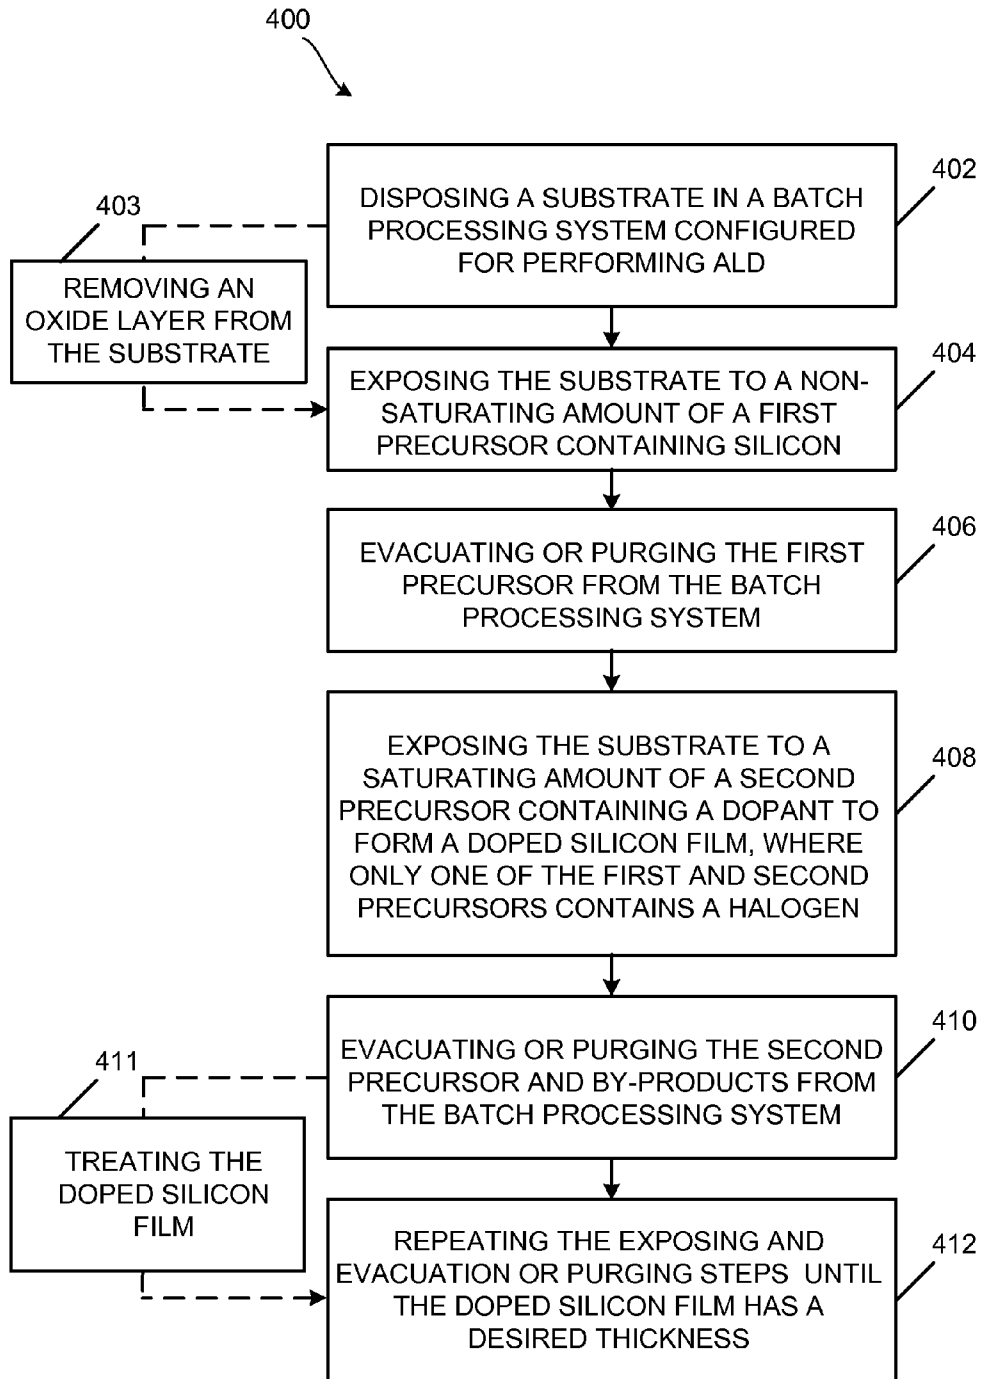 400
402
DISPOSING A SUBSTRATE IN A BATCH
PROCESSING SYSTEM CONFIGURED
FOR PERFORMING ALD
403
REMOVING AN
OXIDE LAYER FROM
THE SUBSTRATE
404
EXPOSING THE SUBSTRATE TO A NON-
SATURATING AMOUNT OF A FIRST
PRECURSOR CONTAINING SILICON
406
EVACUATING OR PURGING THE FIRST
PRECURSOR FROM THE BATCH
PROCESSING SYSTEM
408
EXPOSING THE SUBSTRATE TO A
SATURATING AMOUNT OF A SECOND
PRECURSOR CONTAINING A DOPANT TO
FORM A DOPED SILICON FILM, WHERE
ONLY ONE OF THE FIRST AND SECOND
PRECURSORS CONTAINS A HALOGEN
410
EVACUATING OR PURGING THE SECOND
PRECURSOR AND BY-PRODUCTS FROM
THE BATCH PROCESSING SYSTEM
411
TREATING THE
DOPED SILICON
FILM
412
REPEATING THE EXPOSING AND
EVACUATION OR PURGING STEPS UNTIL
THE DOPED SILICON FILM HAS A
DESIRED THICKNESS